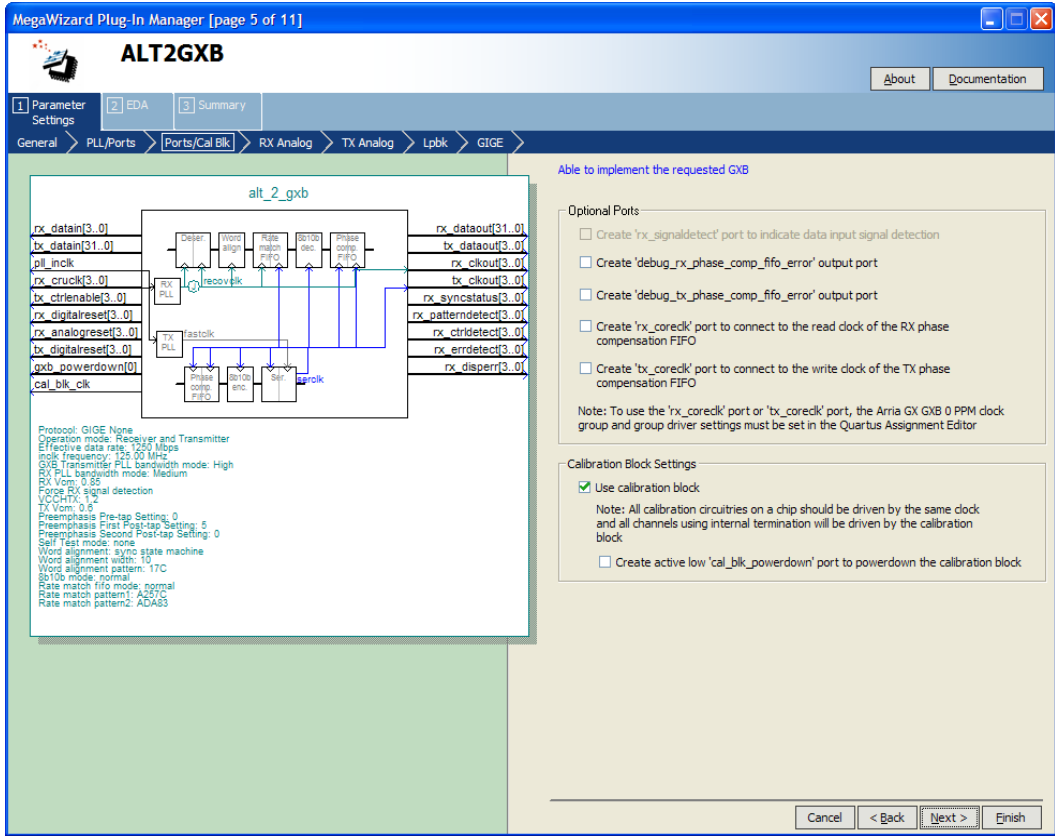 MegaWizard Plug-In Manager [page 5 of 11]
ALT2GXB
About
Documentation
1 Parameter
Settings
2 EDA
3 Summary
General
PLL/Ports
Ports/Cal Blk
RX Analog
TX Analog
Lpbk
GIGE
alt_2_gxb
rx_datain[3..0]
tx_datain[31..0]
pll_inclk
rx_cruclk[3..0]
tx_ctrlenable[3..0]
rx_digitalreset[3..0]
rx_analogreset[3..0]
tx_digitalreset[3..0]
gxb_powerdown[0]
cal_blk_clk
Deser.
Word
align
Rate
match
FIFO
8b10b
dec.
Phase
comp.
FIFO
RX
PLL
2
recovclk
TX
PLL
fastclk
Phase
comp.
FIFO
8b10b
enc.
Ser.
serclk
rx_dataout[31..0]
tx_dataout[3..0]
rx_clkout[3..0]
tx_clkout[3..0]
rx_syncstatus[3..0]
rx_patterndetect[3..0]
rx_ctrldetect[3..0]
rx_errdetect[3..0]
rx_disperr[3..0]
Protocol: GIGE None
Operation mode: Receiver and Transmitter
Effective data rate: 1250 Mbps
inclk frequency: 125.00 MHz
GXB Transmitter PLL bandwidth mode: High
RX PLL bandwidth mode: Medium
RX Vcm: 0.85
Force RX signal detection
VCCHTX: 1.2
TX Vcm: 0.6
Preemphasis Pre-tap Setting: 0
Preemphasis First Post-tap Setting: 5
Preemphasis Second Post-tap Setting: 0
Self Test mode: none
Word alignment: sync state machine
Word alignment width: 10
Word alignment pattern: 17C
8b10b mode: normal
Rate match fifo mode: normal
Rate match pattern1: A257C
Rate match pattern2: ADA83
Able to implement the requested GXB
Optional Ports
Create 'rx_signaldetect' port to indicate data input signal detection
Create 'debug_rx_phase_comp_fifo_error' output port
Create 'debug_tx_phase_comp_fifo_error' output port
Create 'rx_coreclk' port to connect to the read clock of the RX phase
compensation FIFO
Create 'tx_coreclk' port to connect to the write clock of the TX phase
compensation FIFO
Note: To use the 'rx_coreclk' port or 'tx_coreclk' port, the Arria GX GXB 0 PPM clock
group and group driver settings must be set in the Quartus Assignment Editor
Calibration Block Settings
Use calibration block
Note: All calibration circuitries on a chip should be driven by the same clock
and all channels using internal termination will be driven by the calibration
block
Create active low 'cal_blk_powerdown' port to powerdown the calibration block
Cancel
< Back
Next >
Finish